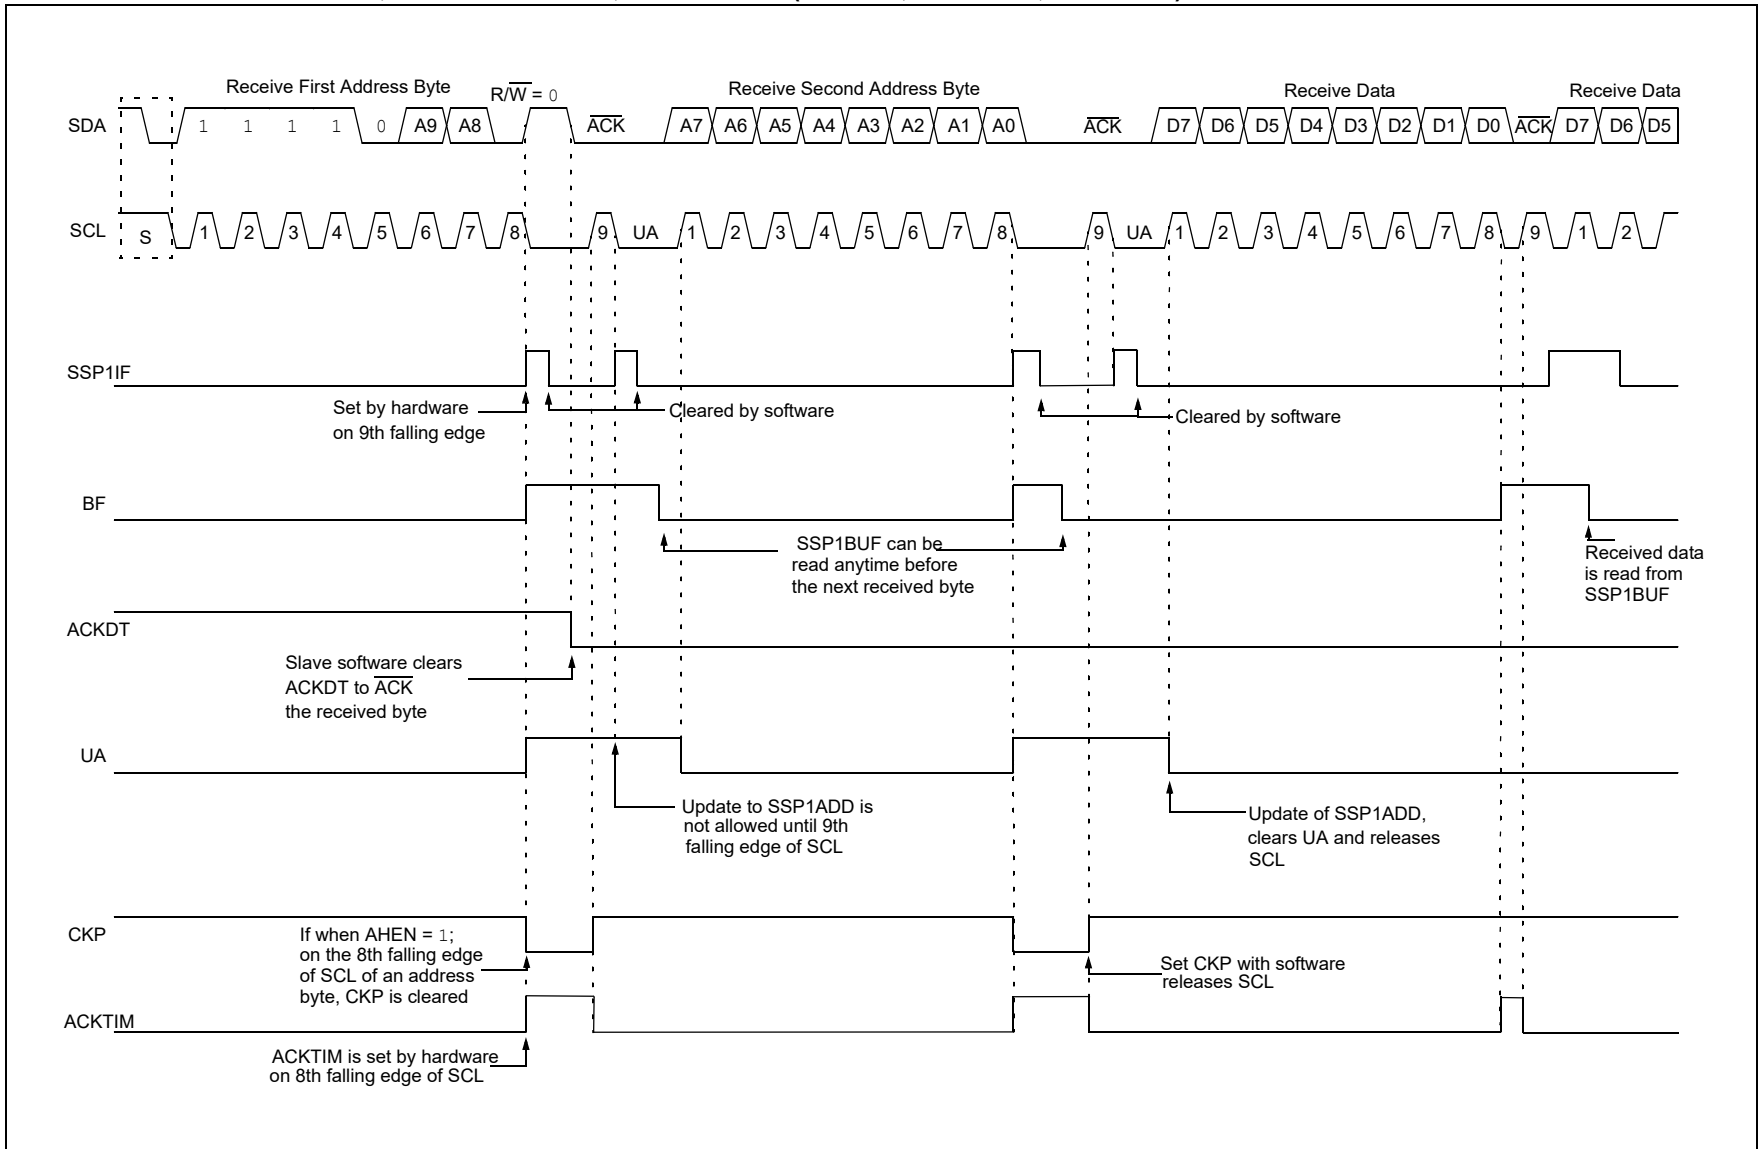 Receive First Address Byte
R/W = 0
Receive Second Address Byte
Receive Data
Receive Data
SDA
1 1 1 1 0 A9 A8
ACK
A7 A6 A5 A4 A3 A2 A1 A0
ACK
D7 D6 D5 D4 D3 D2 D1 D0
ACK
D7 D6 D5
SCL
S
1 2 3 4 5 6 7 8 9 UA 1 2 3 4 5 6 7 8 9 UA 1 2 3 4 5 6 7 8 9 1 2
SSP1IF
Set by hardware
on 9th falling edge
Cleared by software
Cleared by software
BF
SSP1BUF can be
read anytime before
the next received byte
Received data
is read from
SSP1BUF
ACKDT
Slave software clears
ACKDT to ACK
the received byte
UA
Update to SSP1ADD is
not allowed until 9th
falling edge of SCL
Update of SSP1ADD,
clears UA and releases
SCL
CKP
If when AHEN = 1;
on the 8th falling edge
of SCL of an address
byte, CKP is cleared
Set CKP with software
releases SCL
ACKTIM
ACKTIM is set by hardware
on 8th falling edge of SCL